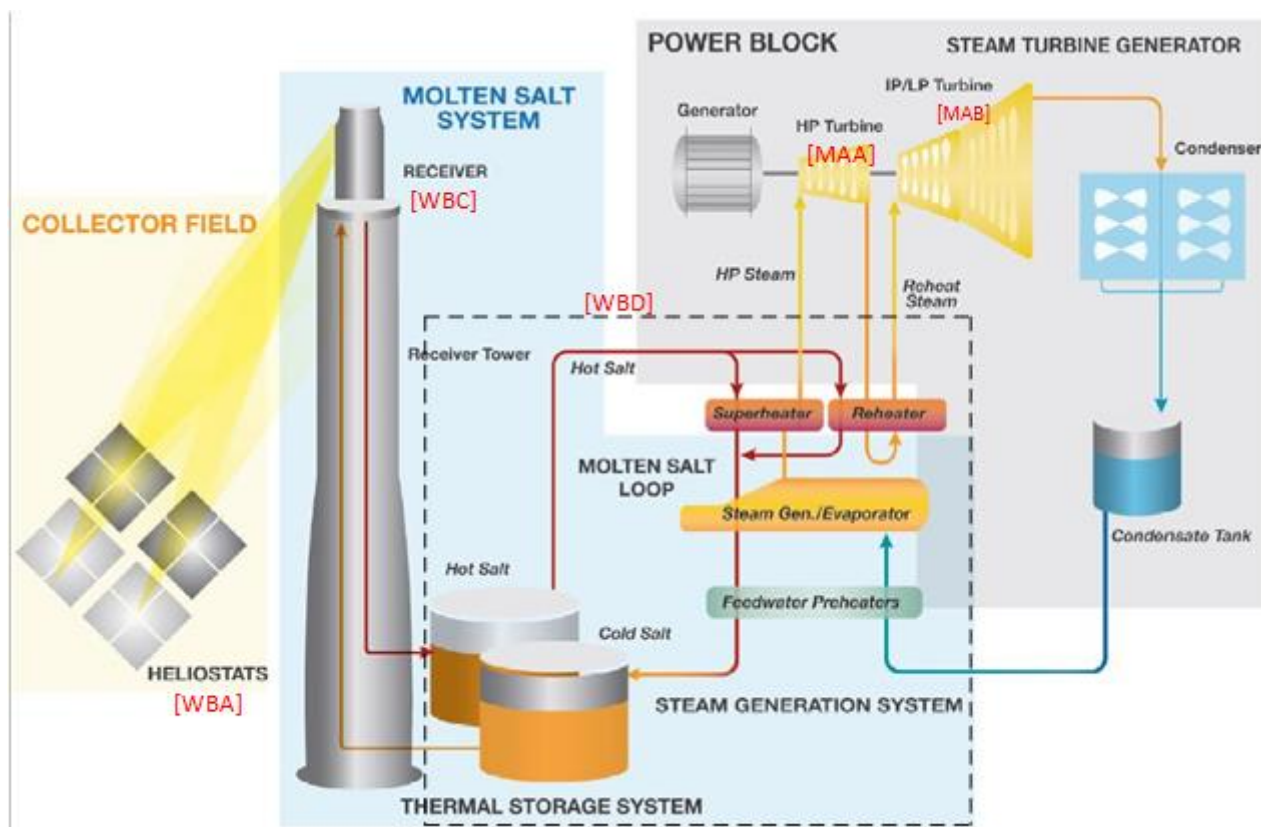 POWER BLOCK
STEAM TURBINE GENERATOR
IP/LP Turbine
[MAB]
Generator
HP Turbine
[MAA]
Condenser
MOLTEN SALT
SYSTEM
RECEIVER
[WBC]
COLLECTOR FIELD
HP Steam
Reheat
Steam
[WBD]
Receiver Tower
Hot Salt
Superheater
Reheater
MOLTEN SALT
LOOP
Steam Gen./Evaporator
Condensate Tank
Hot Salt
Feedwater Preheaters
Cold Salt
HELIOSTATS
[WBA]
STEAM GENERATION SYSTEM
THERMAL STORAGE SYSTEM